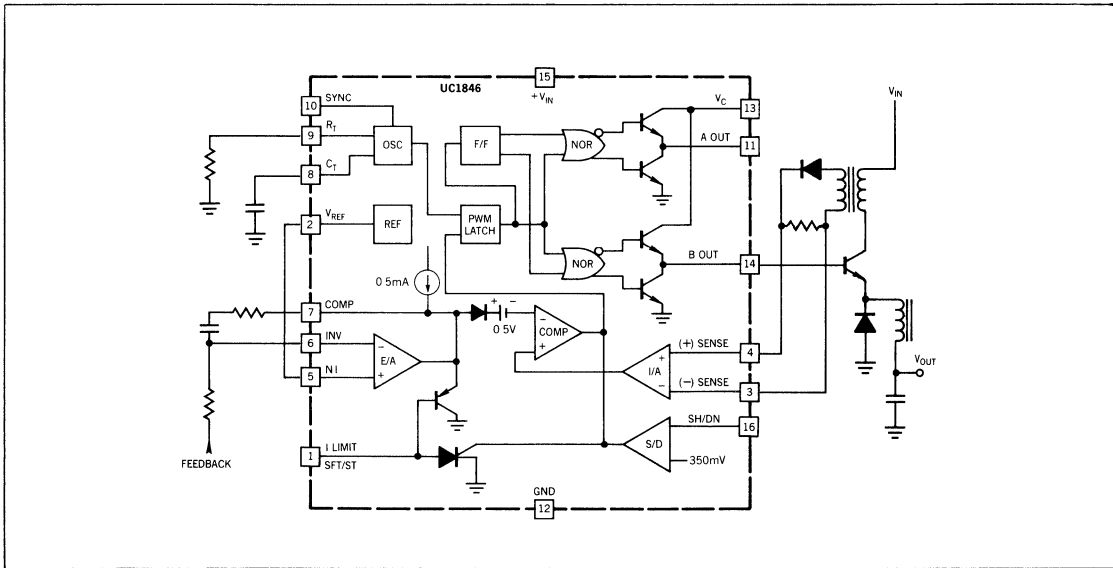 UC1846
15
+VIN
10 SYNC
9 RT
8 CT
2 VREF
OSC
REF
F/F
PWM
LATCH
NOR
NOR
VC 13
A OUT 11
B OUT 14
VIN
0 5mA
7 COMP
6 INV
5 N I
E/A
+ −
0 5V
−
COMP
+
−
+
+
I/A
−
(+) SENSE 4
(−) SENSE 3
SH/DN 16
S/D
350mV
VOUT
FEEDBACK
1 I LIMIT
SFT/ST
GND
12